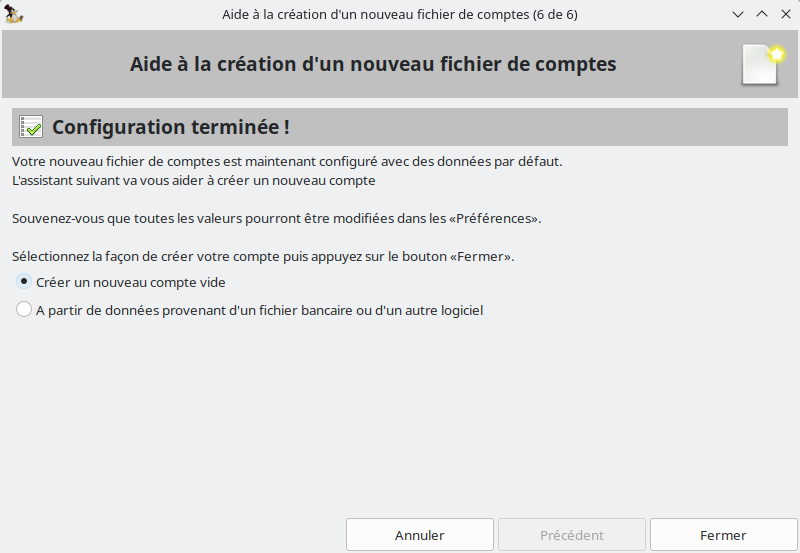 Aide à la création d'un nouveau fichier de comptes (6 de 6)
Aide à la création d'un nouveau fichier de comptes
Configuration terminée !
Votre nouveau fichier de comptes est maintenant configuré avec des données par défaut.
L'assistant suivant va vous aider à créer un nouveau compte
Souvenez-vous que toutes les valeurs pourront être modifiées dans les «Préférences».
Sélectionnez la façon de créer votre compte puis appuyez sur le bouton «Fermer».
Créer un nouveau compte vide
A partir de données provenant d'un fichier bancaire ou d'un autre logiciel
Annuler
Précédent
Fermer